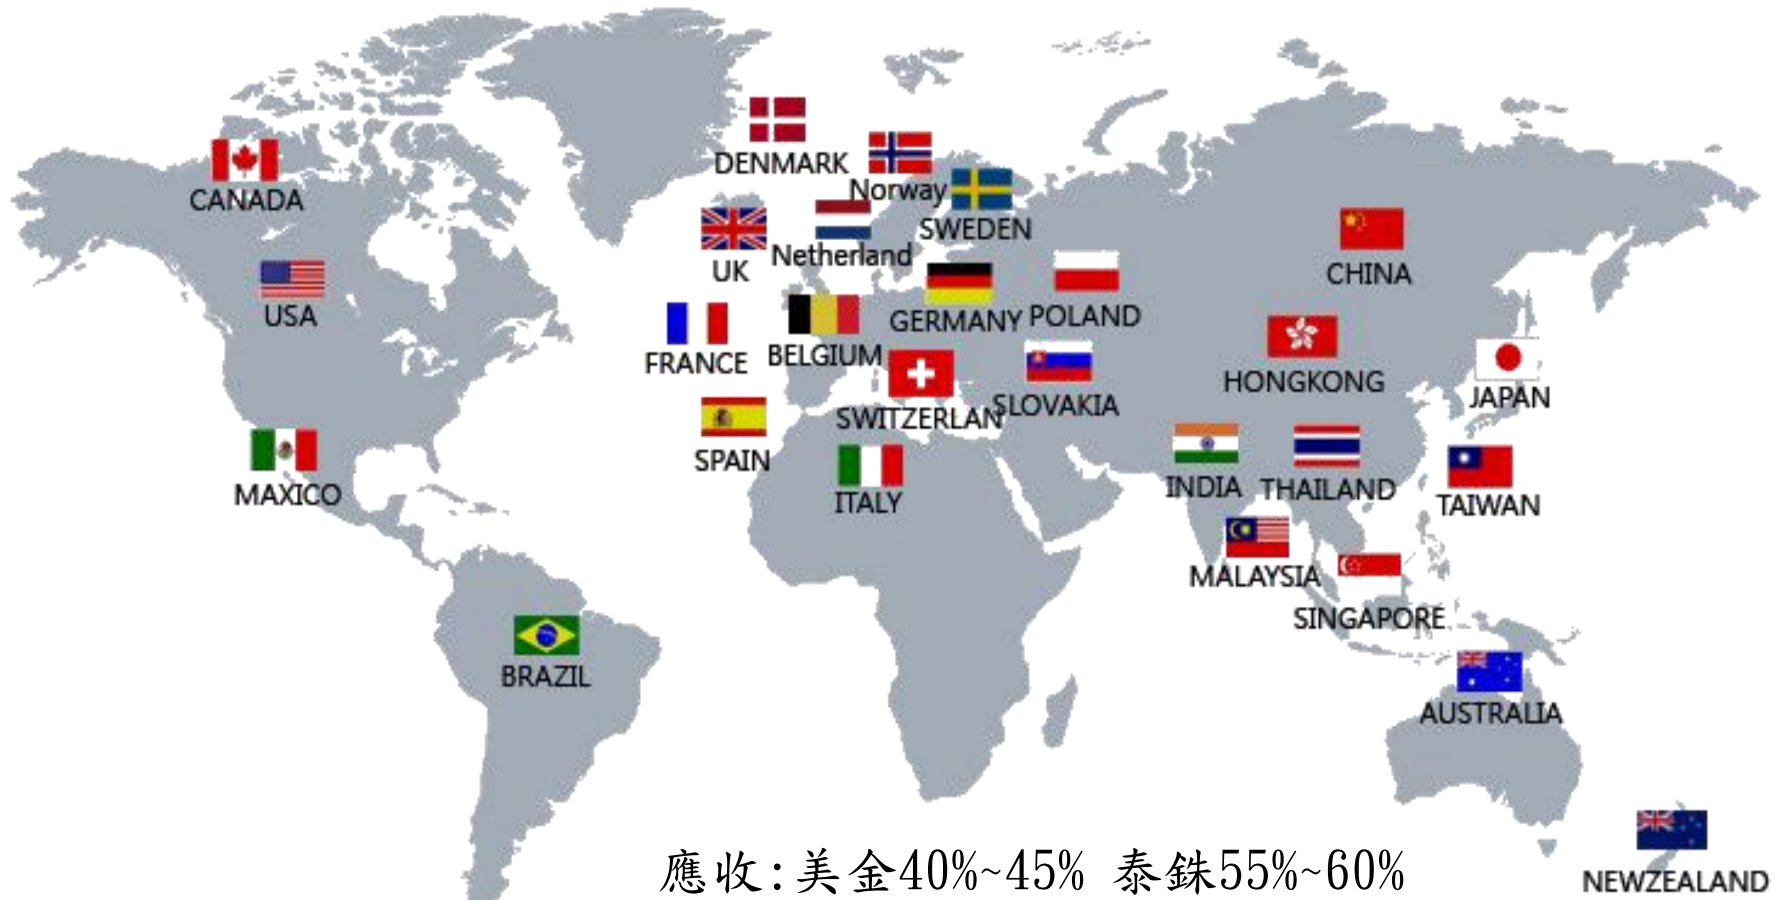 DENMARK
Norway
CANADA
SWEDEN
Netherland
UK
CHINA
USA
GERMANY
POLAND
FRANCE
BELGIUM
HONGKONG
JAPAN
SWITZERLAN
SLOVAKIA
SPAIN
INDIA
THAILAND
MAXICO
ITALY
TAIWAN
MALAYSIA
SINGAPORE
BRAZIL
AUSTRALIA
應收:美金40%~45% 泰銖55%~60%
NEWZEALAND